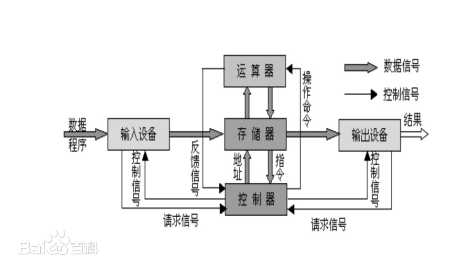 运算器
数据信号
控制信号
操作命令
数据
程序
输入设备
存储器
输出设备
结果
反馈信号
地址
指令
控制信号
控制信号
控制器
请求信号
请求信号
Baidu百科